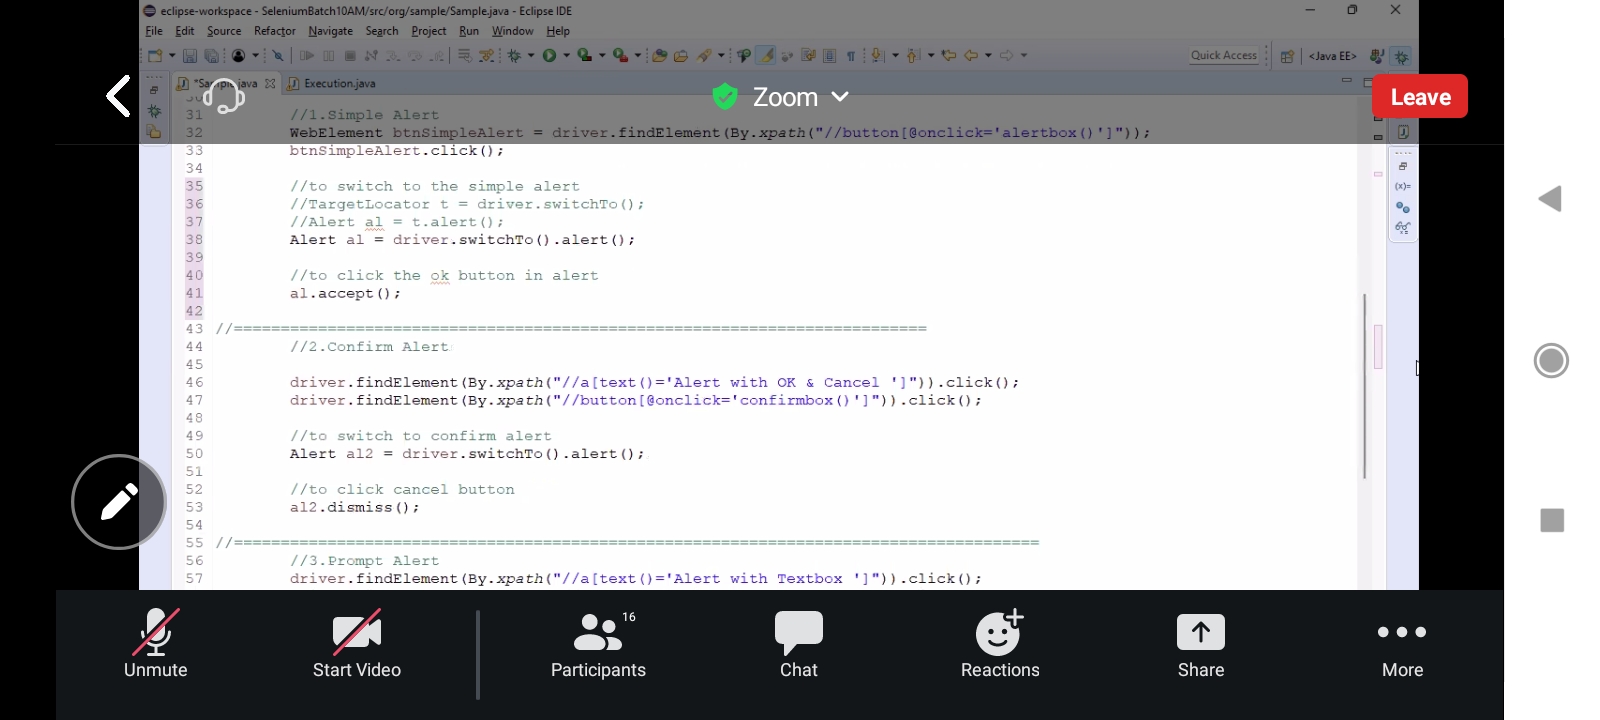 eclipse-workspace - SeleniumBatch10AM/src/org/sample/Sample.java - Eclipse IDE
File Edit Source Refactor Navigate Search Project Run Window Help
Quick Access <Java EE>
*Sample.java Execution.java
Zoom
Leave
31 //1.Simple Alert
32 WebElement btnSimpleAlert = driver.findElement(By.xpath("//button[@onclick='alertbox()']"));
33 btnSimpleAlert.click();
34
35 //to switch to the simple alert
36 //TargetLocator t = driver.switchTo();
37 //Alert al = t.alert();
38 Alert al = driver.switchTo().alert();
39
40 //to click the ok button in alert
41 al.accept();
42
43 //==========================================================================
44 //2.Confirm Alert
45
46 driver.findElement(By.xpath("//a[text()='Alert with OK & Cancel ']")).click();
47 driver.findElement(By.xpath("//button[@onclick='confirmbox()']")).click();
48
49 //to switch to confirm alert
50 Alert al2 = driver.switchTo().alert();
51
52 //to click cancel button
53 al2.dismiss();
54
55 //======================================================================================
56 //3.Prompt Alert
57 driver.findElement(By.xpath("//a[text()='Alert with Textbox ']")).click();
(x)=
16
Unmute Start Video Participants Chat Reactions Share More